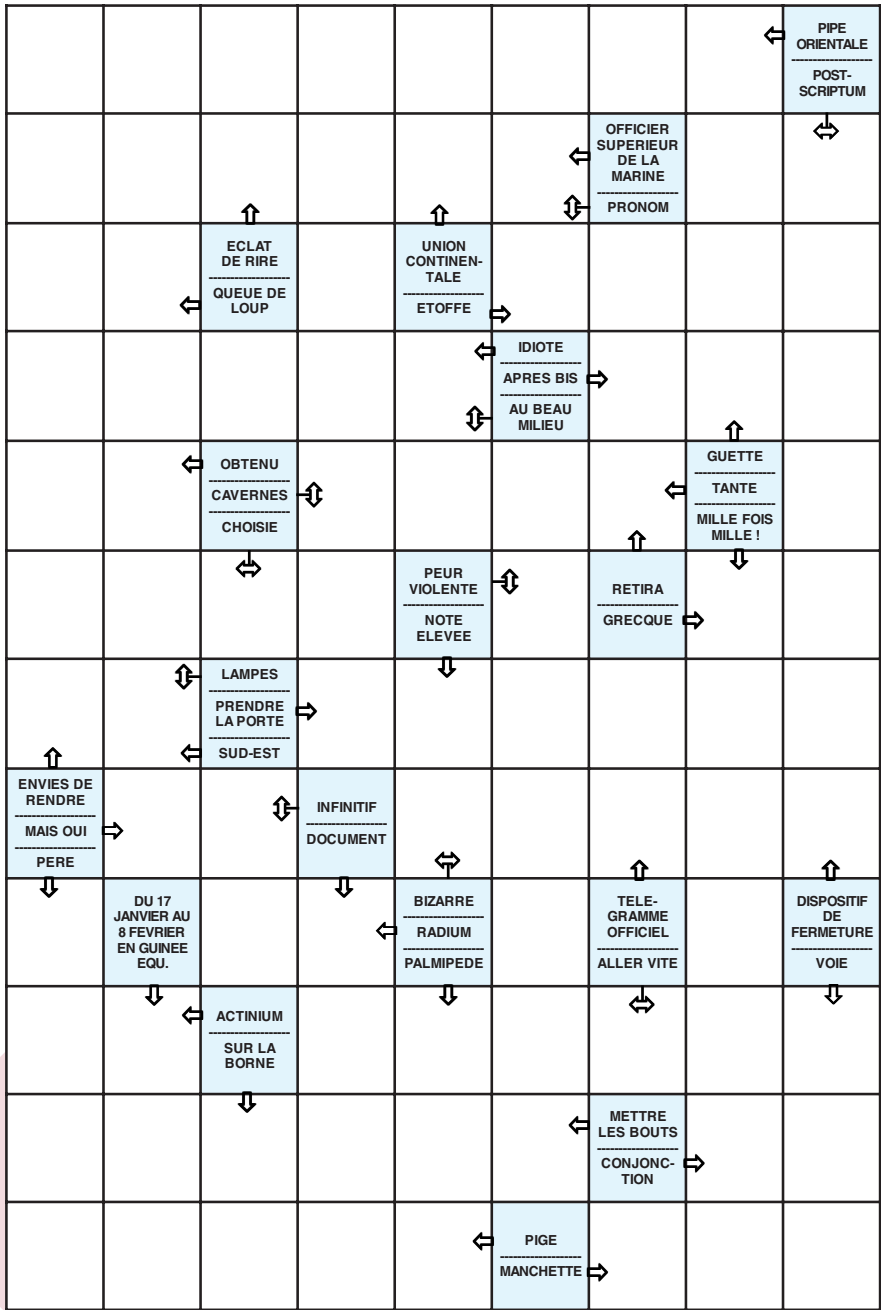 PIPE
ORIENTALE
POST-
SCRIPTUM
OFFICIER
SUPERIEUR
DE LA
MARINE
PRONOM
ECLAT
DE RIRE
QUEUE DE
LOUP
UNION
CONTINEN-
TALE
ETOFFE
IDIOTE
APRES BIS
AU BEAU
MILIEU
OBTENU
CAVERNES
CHOISIE
GUETTE
TANTE
MILLE FOIS
MILLE !
PEUR
VIOLENTE
NOTE
ELEVEE
RETIRA
GRECQUE
LAMPES
PRENDRE
LA PORTE
SUD-EST
ENVIES DE
RENDRE
MAIS OUI
PERE
INFINITIF
DOCUMENT
DU 17
JANVIER AU
8 FEVRIER
EN GUINEE
EQU.
BIZARRE
RADIUM
PALMIPEDE
TELE-
GRAMME
OFFICIEL
ALLER VITE
DISPOSITIF
DE
FERMETURE
VOIE
ACTINIUM
SUR LA
BORNE
METTRE
LES BOUTS
CONJONC-
TION
PIGE
MANCHETTE